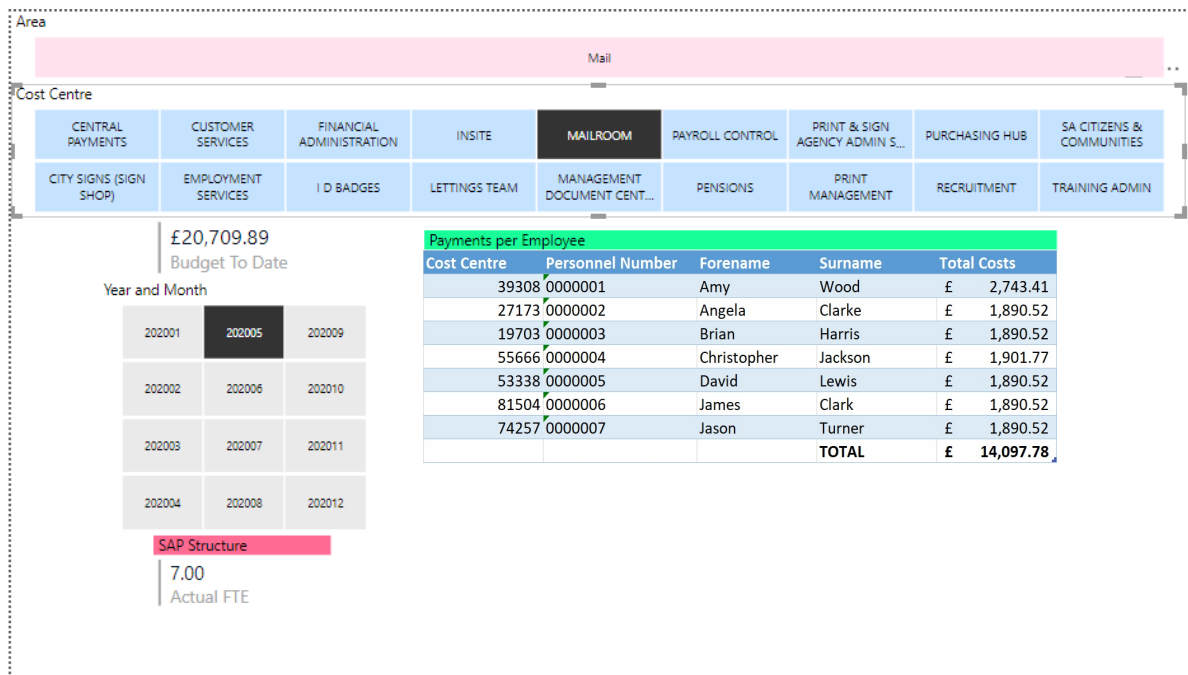 Area
Mail
Cost Centre
CENTRAL PAYMENTS CUSTOMER SERVICES FINANCIAL ADMINISTRATION INSITE MAILROOM PAYROLL CONTROL PRINT & SIGN AGENCY ADMIN S... PURCHASING HUB SA CITIZENS & COMMUNITIES
CITY SIGNS (SIGN SHOP) EMPLOYMENT SERVICES I D BADGES LETTINGS TEAM MANAGEMENT DOCUMENT CENT... PENSIONS PRINT MANAGEMENT RECRUITMENT TRAINING ADMIN
£20,709.89
Budget To Date
Year and Month
202001 202005 202009
202002 202006 202010
202003 202007 202011
202004 202008 202012
SAP Structure
7.00
Actual FTE
Payments per Employee
Cost Centre Personnel Number Forename Surname Total Costs
39308 0000001 Amy Wood £ 2,743.41
27173 0000002 Angela Clarke £ 1,890.52
19703 0000003 Brian Harris £ 1,890.52
55666 0000004 Christopher Jackson £ 1,901.77
53338 0000005 David Lewis £ 1,890.52
81504 0000006 James Clark £ 1,890.52
74257 0000007 Jason Turner £ 1,890.52
TOTAL £ 14,097.78